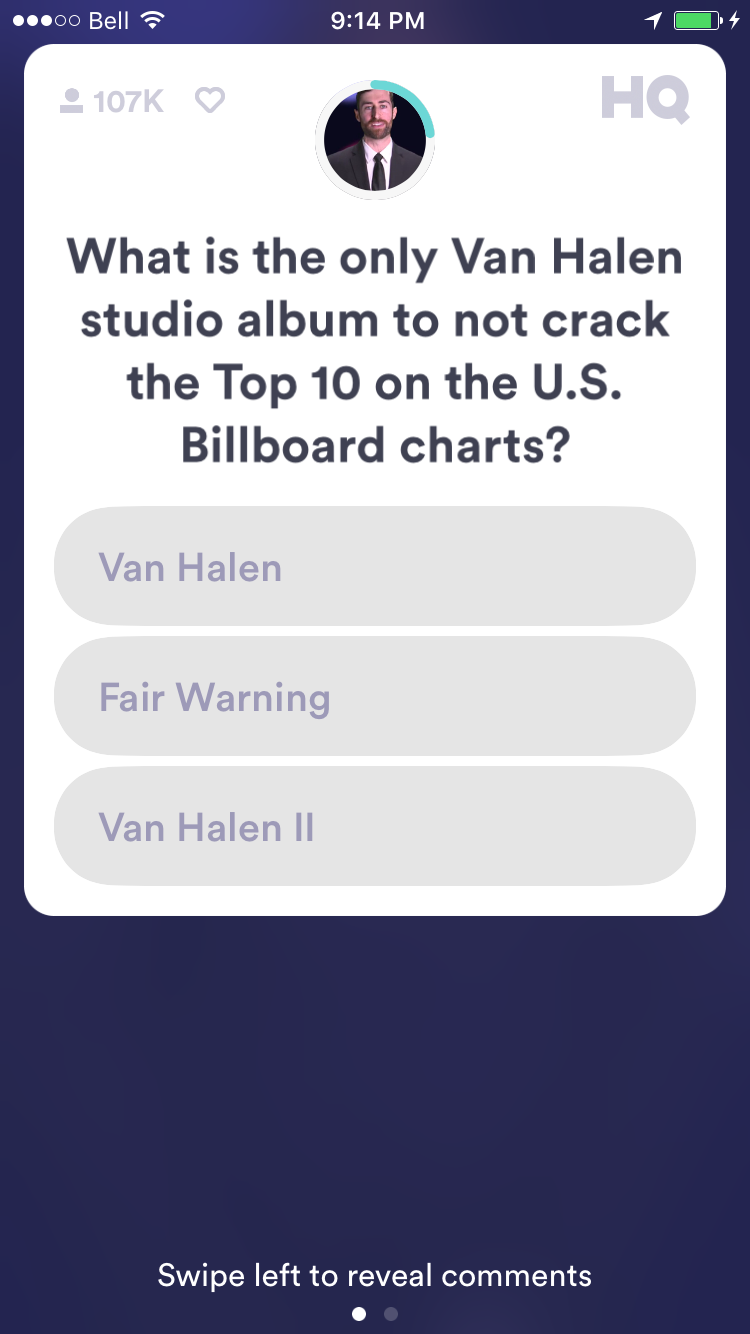 Bell 9:14 PM
107K HQ
What is the only Van Halen
studio album to not crack
the Top 10 on the U.S.
Billboard charts?
Van Halen
Fair Warning
Van Halen II
Swipe left to reveal comments